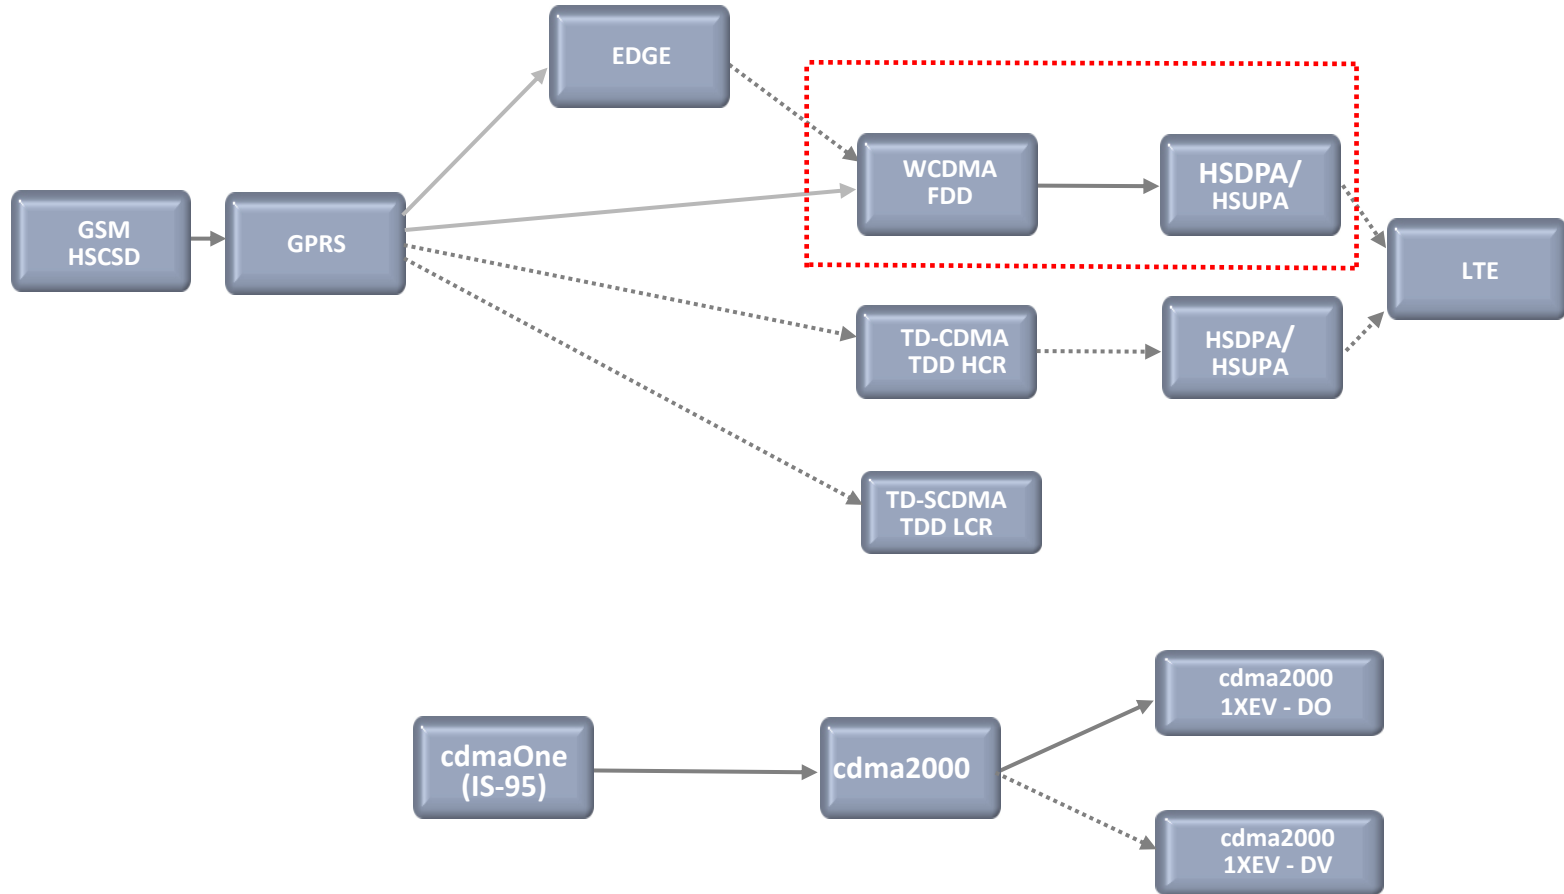 EDGE
WCDMA
FDD
HSDPA/
HSUPA
GSM
HSCSD
GPRS
LTE
TD-CDMA
TDD HCR
HSDPA/
HSUPA
TD-SCDMA
TDD LCR
cdma2000
1XEV - DO
cdmaOne
(IS-95)
cdma2000
cdma2000
1XEV - DV